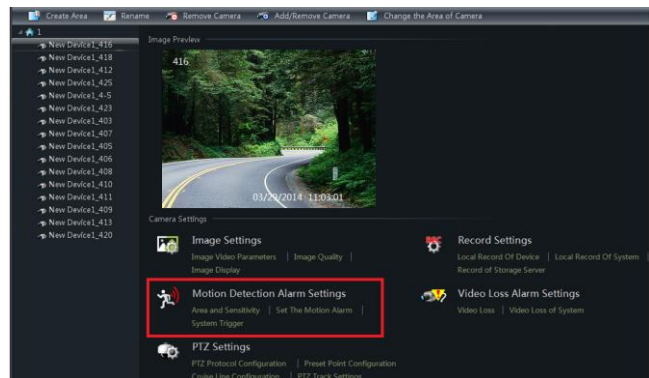 Create Area Rename Remove Camera Add/Remove Camera Change the Area of Camera
1
New Device1_416
New Device1_418
New Device1_412
New Device1_425
New Device1_4-5
New Device1_423
New Device1_403
New Device1_407
New Device1_405
New Device1_406
New Device1_408
New Device1_410
New Device1_411
New Device1_409
New Device1_413
New Device1_420
Image Preview
416
03/29/2014 11:03:01
Camera Settings
Image Settings
Image Video Parameters | Image Quality |
Image Display
Record Settings
Local Record Of Device | Local Record Of System |
Record of Storage Server
Motion Detection Alarm Settings
Area and Sensitivity | Set The Motion Alarm |
System Trigger
Video Loss Alarm Settings
Video Loss | Video Loss of System
PTZ Settings
PTZ Protocol Configuration | Preset Point Configuration
Cruise Line Configuration | PTZ Track Settings